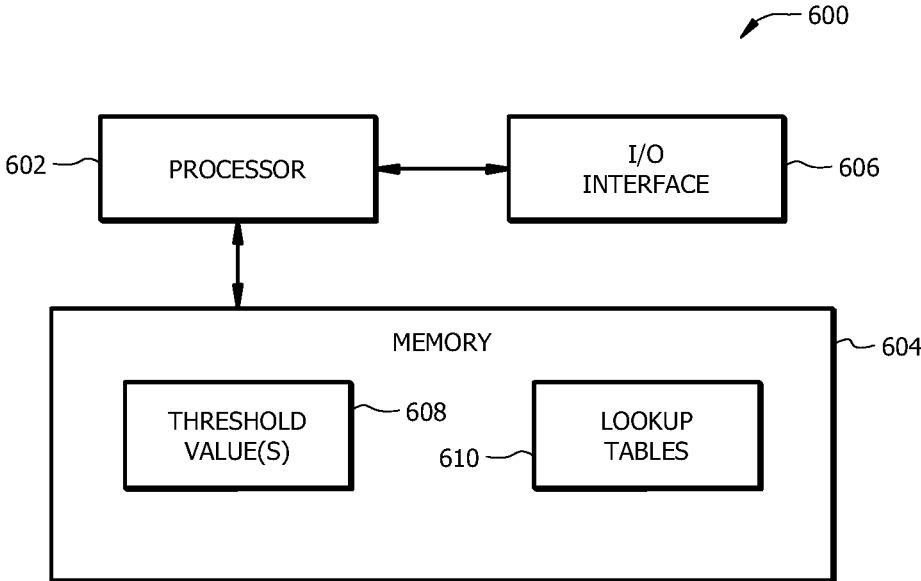 600
602
PROCESSOR
I/O
INTERFACE
606
MEMORY
604
THRESHOLD
VALUE(S)
608
610
LOOKUP
TABLES